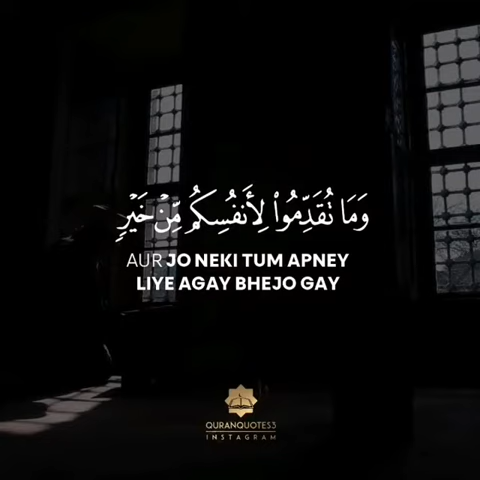 وَمَا تُقَدِّمُوا۟ لِأَنفُسِكُم مِّنْ خَيْرٍۢ
AUR JO NEKI TUM APNEY
LIYE AGAY BHEJO GAY
QURANQUOTES3
INSTAGRAM